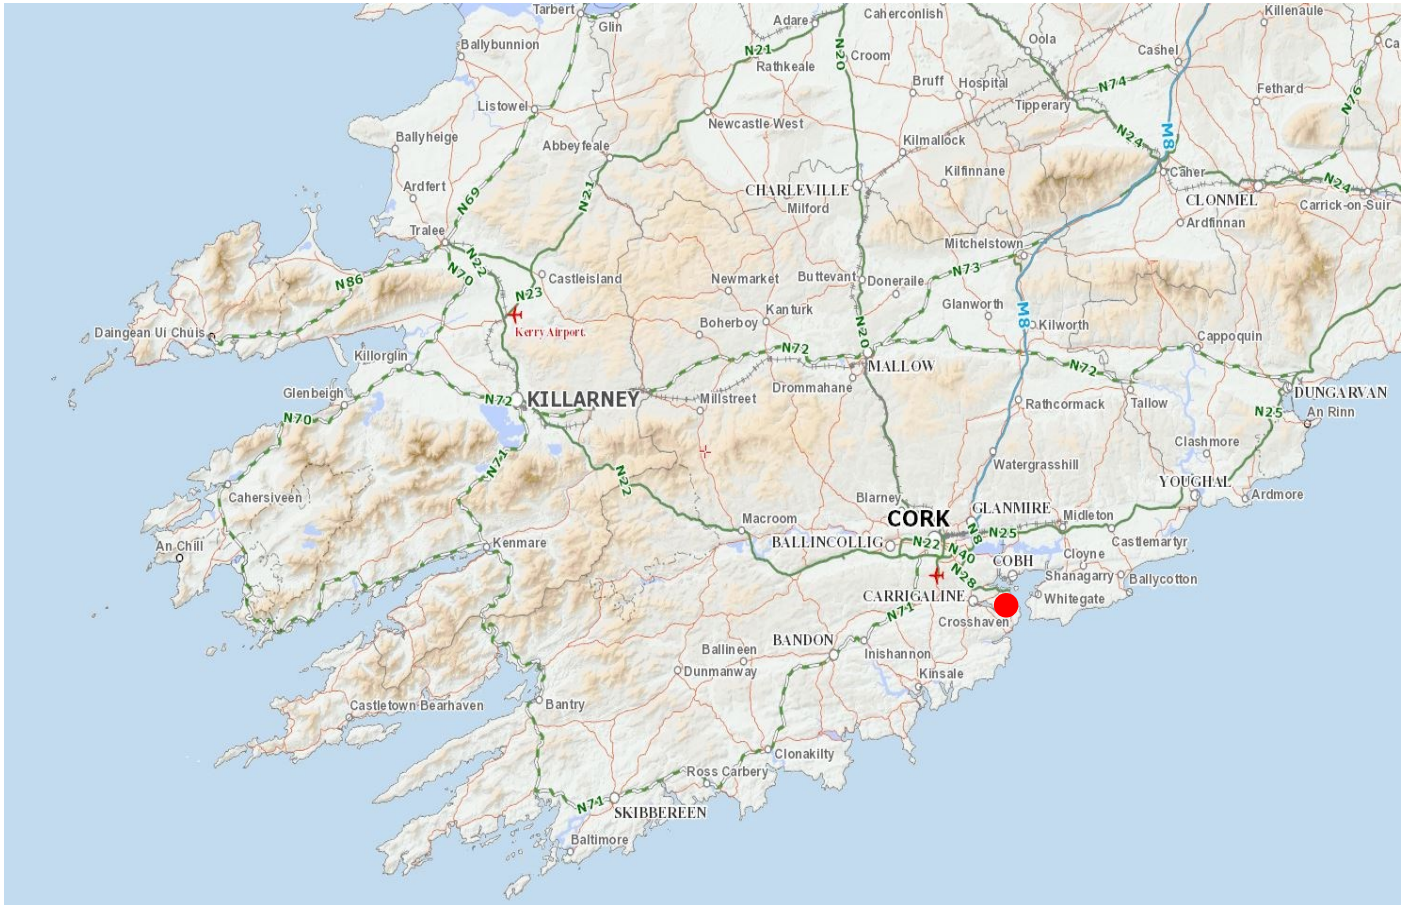 Tarbert
Glin
Adare
Caherconlish
Killenaule
Ballybunnion
N21
N20
Croom
Oola
Cashel
Ca
Rathkeale
Bruff
Hospital
N74
Fethard
N76
Listowel
Tipperary
Newcastle West
N24
M8
Ballyheige
Abbeyfeale
Kilmallock
Kilfinnane
Caher
N24
Ardfert
N69
N21
CHARLEVILLE
Milford
CLONMEL
Carrick-on-Suir
Ardfinnan
Tralee
Mitchelstown
N22
N70
N86
Castleisland
Newmarket
Buttevant
Doneraile
N73
N23
Glanworth
M8
Kerry Airport.
Kanturk
Boherboy
Kilworth
Daingean Ui Chuis
N20
Cappoquin
Killorglin
N72
MALLOW
N72
Drommahane
Glenbeigh
N72
KILLARNEY
Millstreet
Rathcormack
Tallow
DUNGARVAN
N70
N25
An Rinn
Clashmore
N71
Watergrasshill
N22
YOUGHAL
Cahersiveen
Blarney
Ardmore
GLANMIRE
CORK
Macroom
Midleton
N8
N25
An Chill
Kenmare
BALLINCOLLIG
N22
N40
Castlemartyr
COBH
Cloyne
N28
Shanagarry
Ballycotton
CARRIGALINE
Whitegate
N71
Crosshaven
BANDON
Ballineen
Inishannon
Dunmanway
Kinsale
Castletown Bearhaven
Bantry
Clonakilty
Ross Carbery
N71
SKIBBEREEN
Baltimore